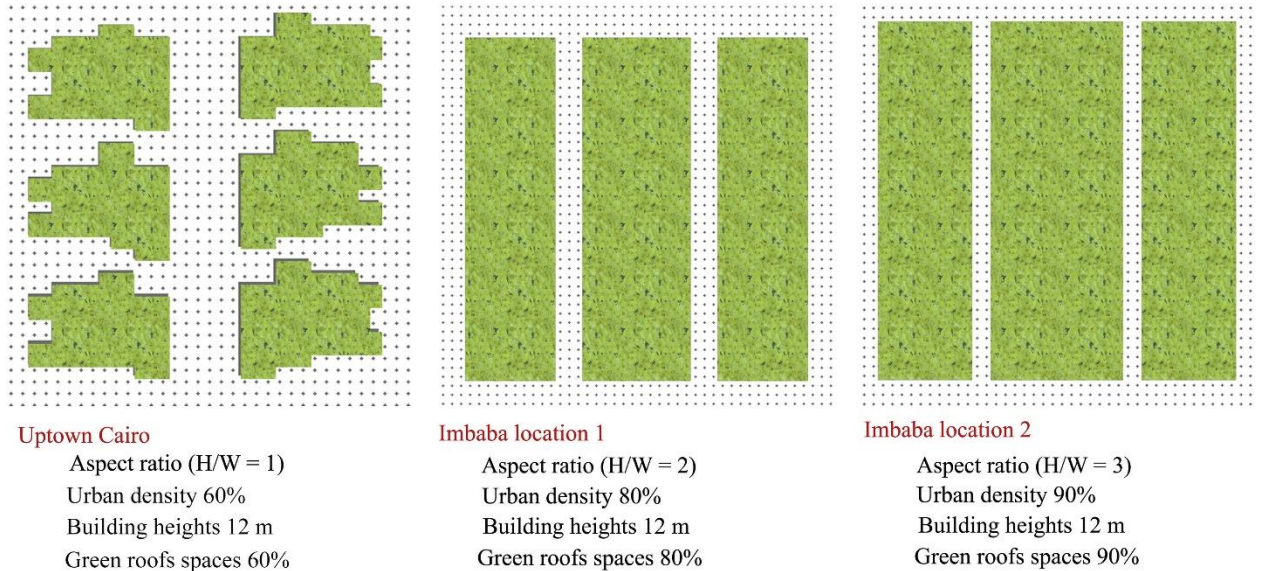 Uptown Cairo
Aspect ratio (H/W = 1)
Urban density 60%
Building heights 12 m
Green roofs spaces 60%
Imbaba location 1
Aspect ratio (H/W = 2)
Urban density 80%
Building heights 12 m
Green roofs spaces 80%
Imbaba location 2
Aspect ratio (H/W = 3)
Urban density 90%
Building heights 12 m
Green roofs spaces 90%